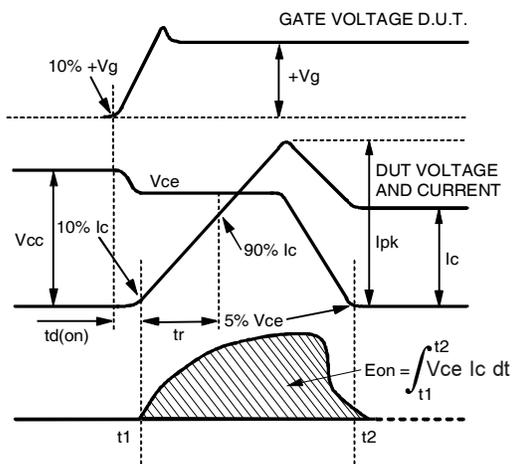 GATE VOLTAGE D.U.T.
10% +Vg
+Vg
Vce
DUT VOLTAGE
AND CURRENT
Vcc
10% Ic
90% Ic
Ipk
Ic
td(on)
tr
5% Vce
Eon = ∫ Vce Ic dt
t2
t1
t1
t2